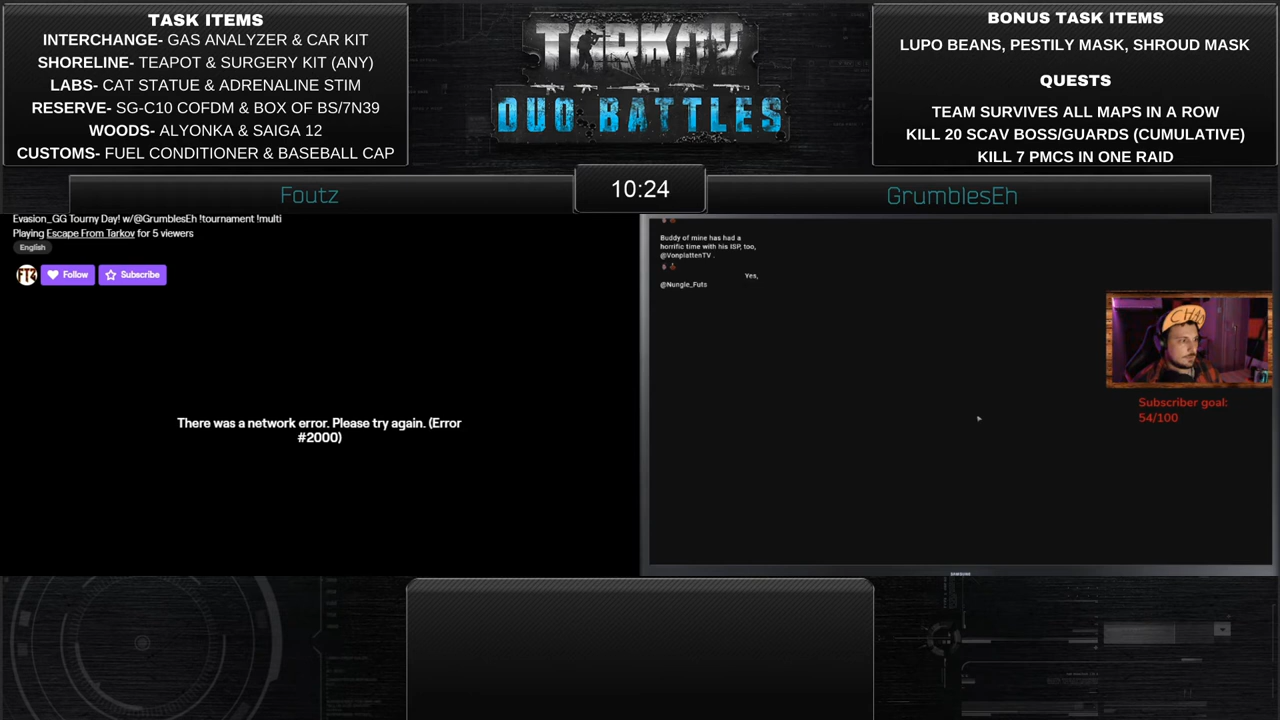 TASK ITEMS
INTERCHANGE- GAS ANALYZER & CAR KIT
SHORELINE- TEAPOT & SURGERY KIT (ANY)
LABS- CAT STATUE & ADRENALINE STIM
RESERVE- SG-C10 COFDM & BOX OF BS/7N39
WOODS- ALYONKA & SAIGA 12
CUSTOMS- FUEL CONDITIONER & BASEBALL CAP
TARKOV
DUO BATTLES
BONUS TASK ITEMS
LUPO BEANS, PESTILY MASK, SHROUD MASK
QUESTS
TEAM SURVIVES ALL MAPS IN A ROW
KILL 20 SCAV BOSS/GUARDS (CUMULATIVE)
KILL 7 PMCS IN ONE RAID
Foutz
10:24
GrumblesEh
Evasion_GG Tourny Day! w/@GrumblesEh !tournament !multi
Playing Escape From Tarkov for 5 viewers
English
FTZ
Follow
Subscribe
There was a network error. Please try again. (Error
#2000)
Buddy of mine has had a
horrific time with his ISP, too,
@VonplattenTV .
Yes,
@Nungle_Futs
Subscriber goal:
54/100
SAMSUNG